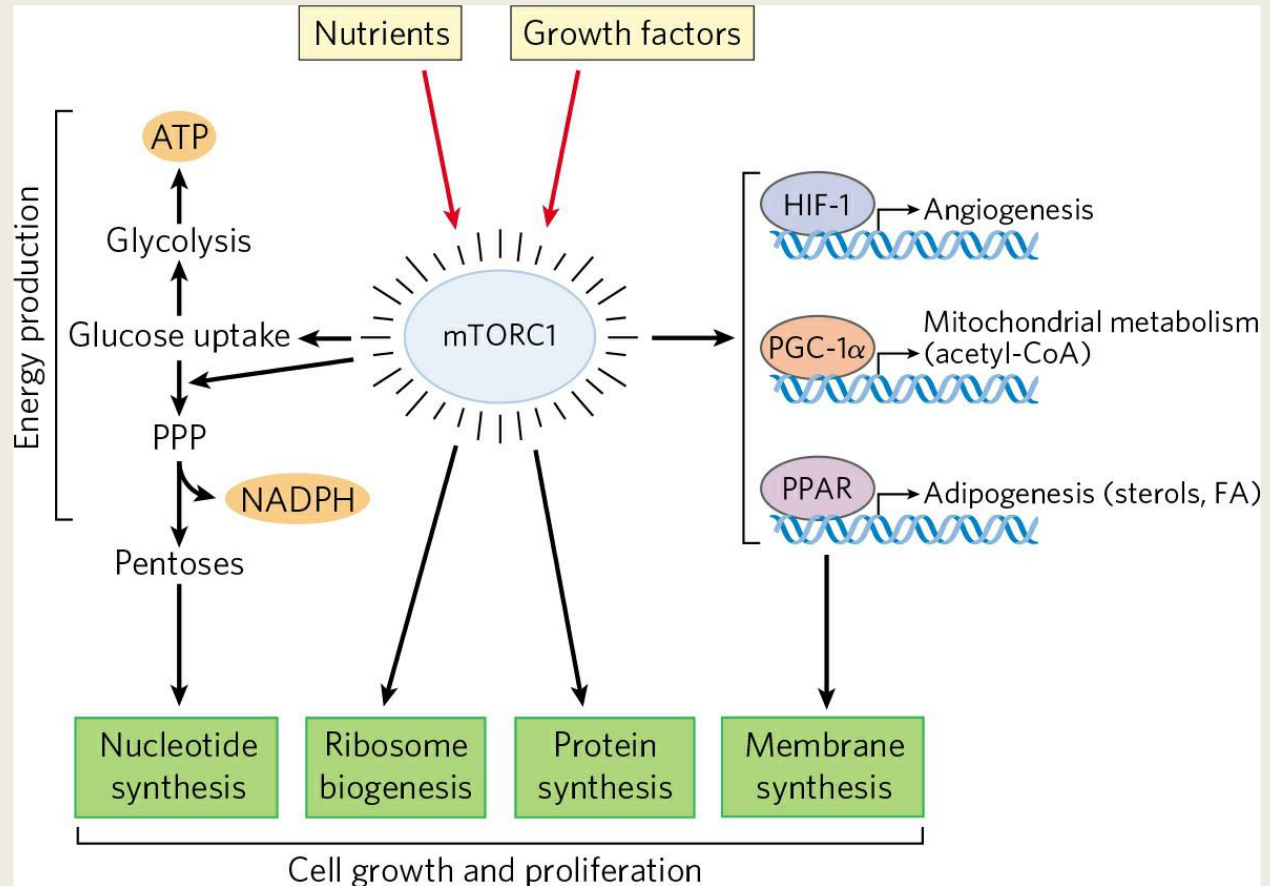 Nutrients
Growth factors
Energy production
ATP
Glycolysis
Glucose uptake
PPP
NADPH
Pentoses
mTORC1
HIF-1
Angiogenesis
PGC-1α
Mitochondrial metabolism
(acetyl-CoA)
PPAR
Adipogenesis (sterols, FA)
Nucleotide
synthesis
Ribosome
biogenesis
Protein
synthesis
Membrane
synthesis
Cell growth and proliferation